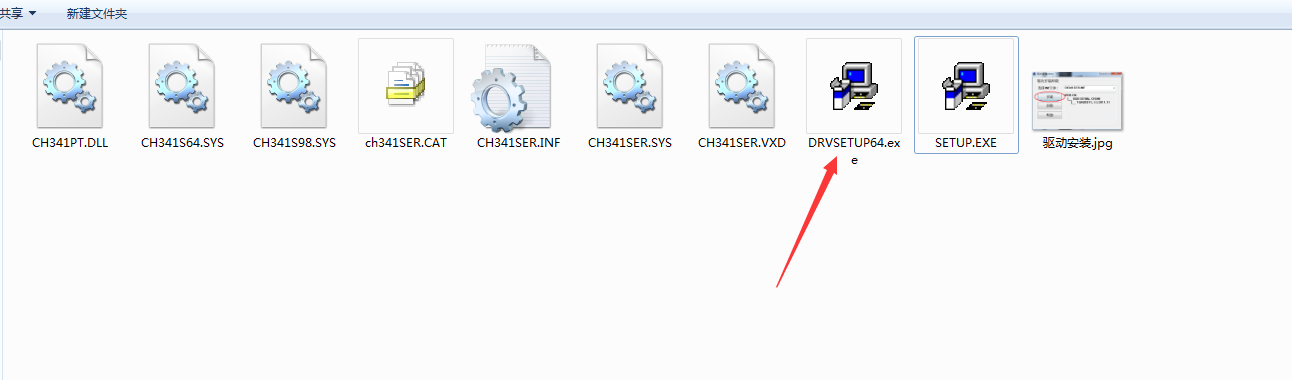 共享
新建文件夹
CH341PT.DLL
CH341S64.SYS
CH341S98.SYS
ch341SER.CAT
CH341SER.INF
CH341SER.SYS
CH341SER.VXD
DRVSETUP64.ex
e
SETUP.EXE
驱动安装.jpg